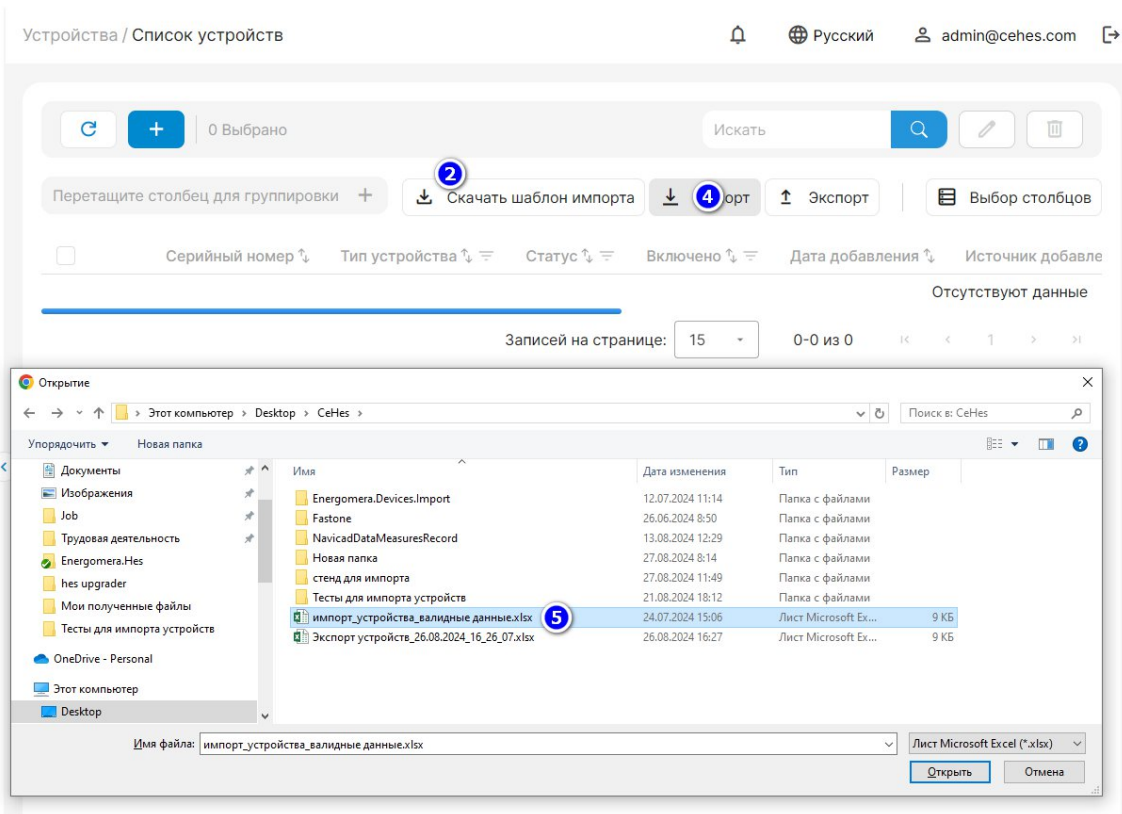 Устройства / Список устройств
Русский
admin@cehes.com
0 Выбрано
Искать
2
Перетащите столбец для группировки +
Скачать шаблон импорта
4
орт
Экспорт
Выбор столбцов
Серийный номер
Тип устройства
Статус
Включено
Дата добавления
Источник добавле
Отсутствуют данные
Записей на странице: 15
0-0 из 0
1
Открытие
Этот компьютер > Desktop > CeHes >
Поиск в: CeHes
Упорядочить
Новая папка
Документы
Изображения
Job
Трудовая деятельность
Energomera.Hes
hes upgrader
Мои полученные файлы
Тесты для импорта устройств
OneDrive - Personal
Этот компьютер
Desktop
Имя Дата изменения Тип Размер
Energomera.Devices.Import 12.07.2024 11:14 Папка с файлами
Fastone 26.06.2024 8:50 Папка с файлами
NavicadDataMeasuresRecord 13.08.2024 12:29 Папка с файлами
Новая папка 27.08.2024 8:14 Папка с файлами
стенд для импорта 27.08.2024 11:49 Папка с файлами
Тесты для импорта устройств 21.08.2024 18:12 Папка с файлами
импорт_устройства_валидные данные.xlsx 5 24.07.2024 15:06 Лист Microsoft Ex... 9 КБ
Экспорт устройств_26.08.2024_16_26_07.xlsx 26.08.2024 16:27 Лист Microsoft Ex... 9 КБ
Имя файла: импорт_устройства_валидные данные.xlsx
Лист Microsoft Excel (*.xlsx)
Открыть
Отмена